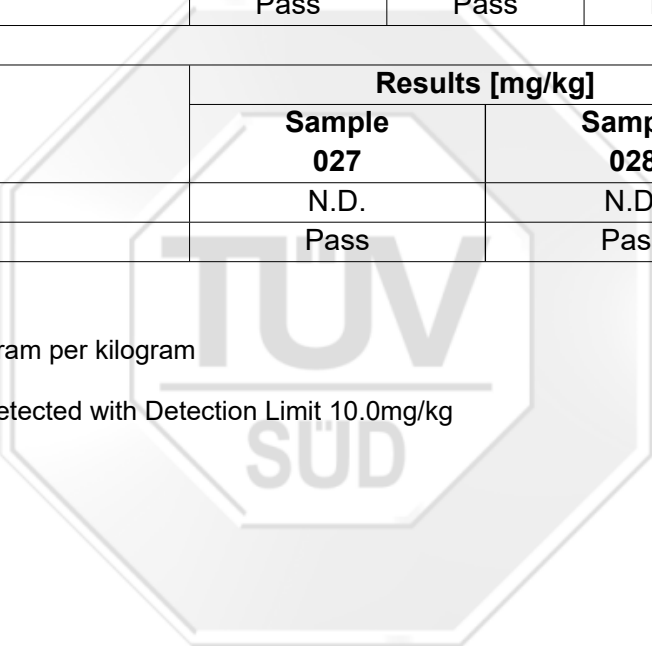 Pass Pass
Results [mg/kg]
Sample 027 Samp 028
N.D. N.D
Pass Pas
ram per kilogram
etected with Detection Limit 10.0mg/kg
TÜV
SÜD